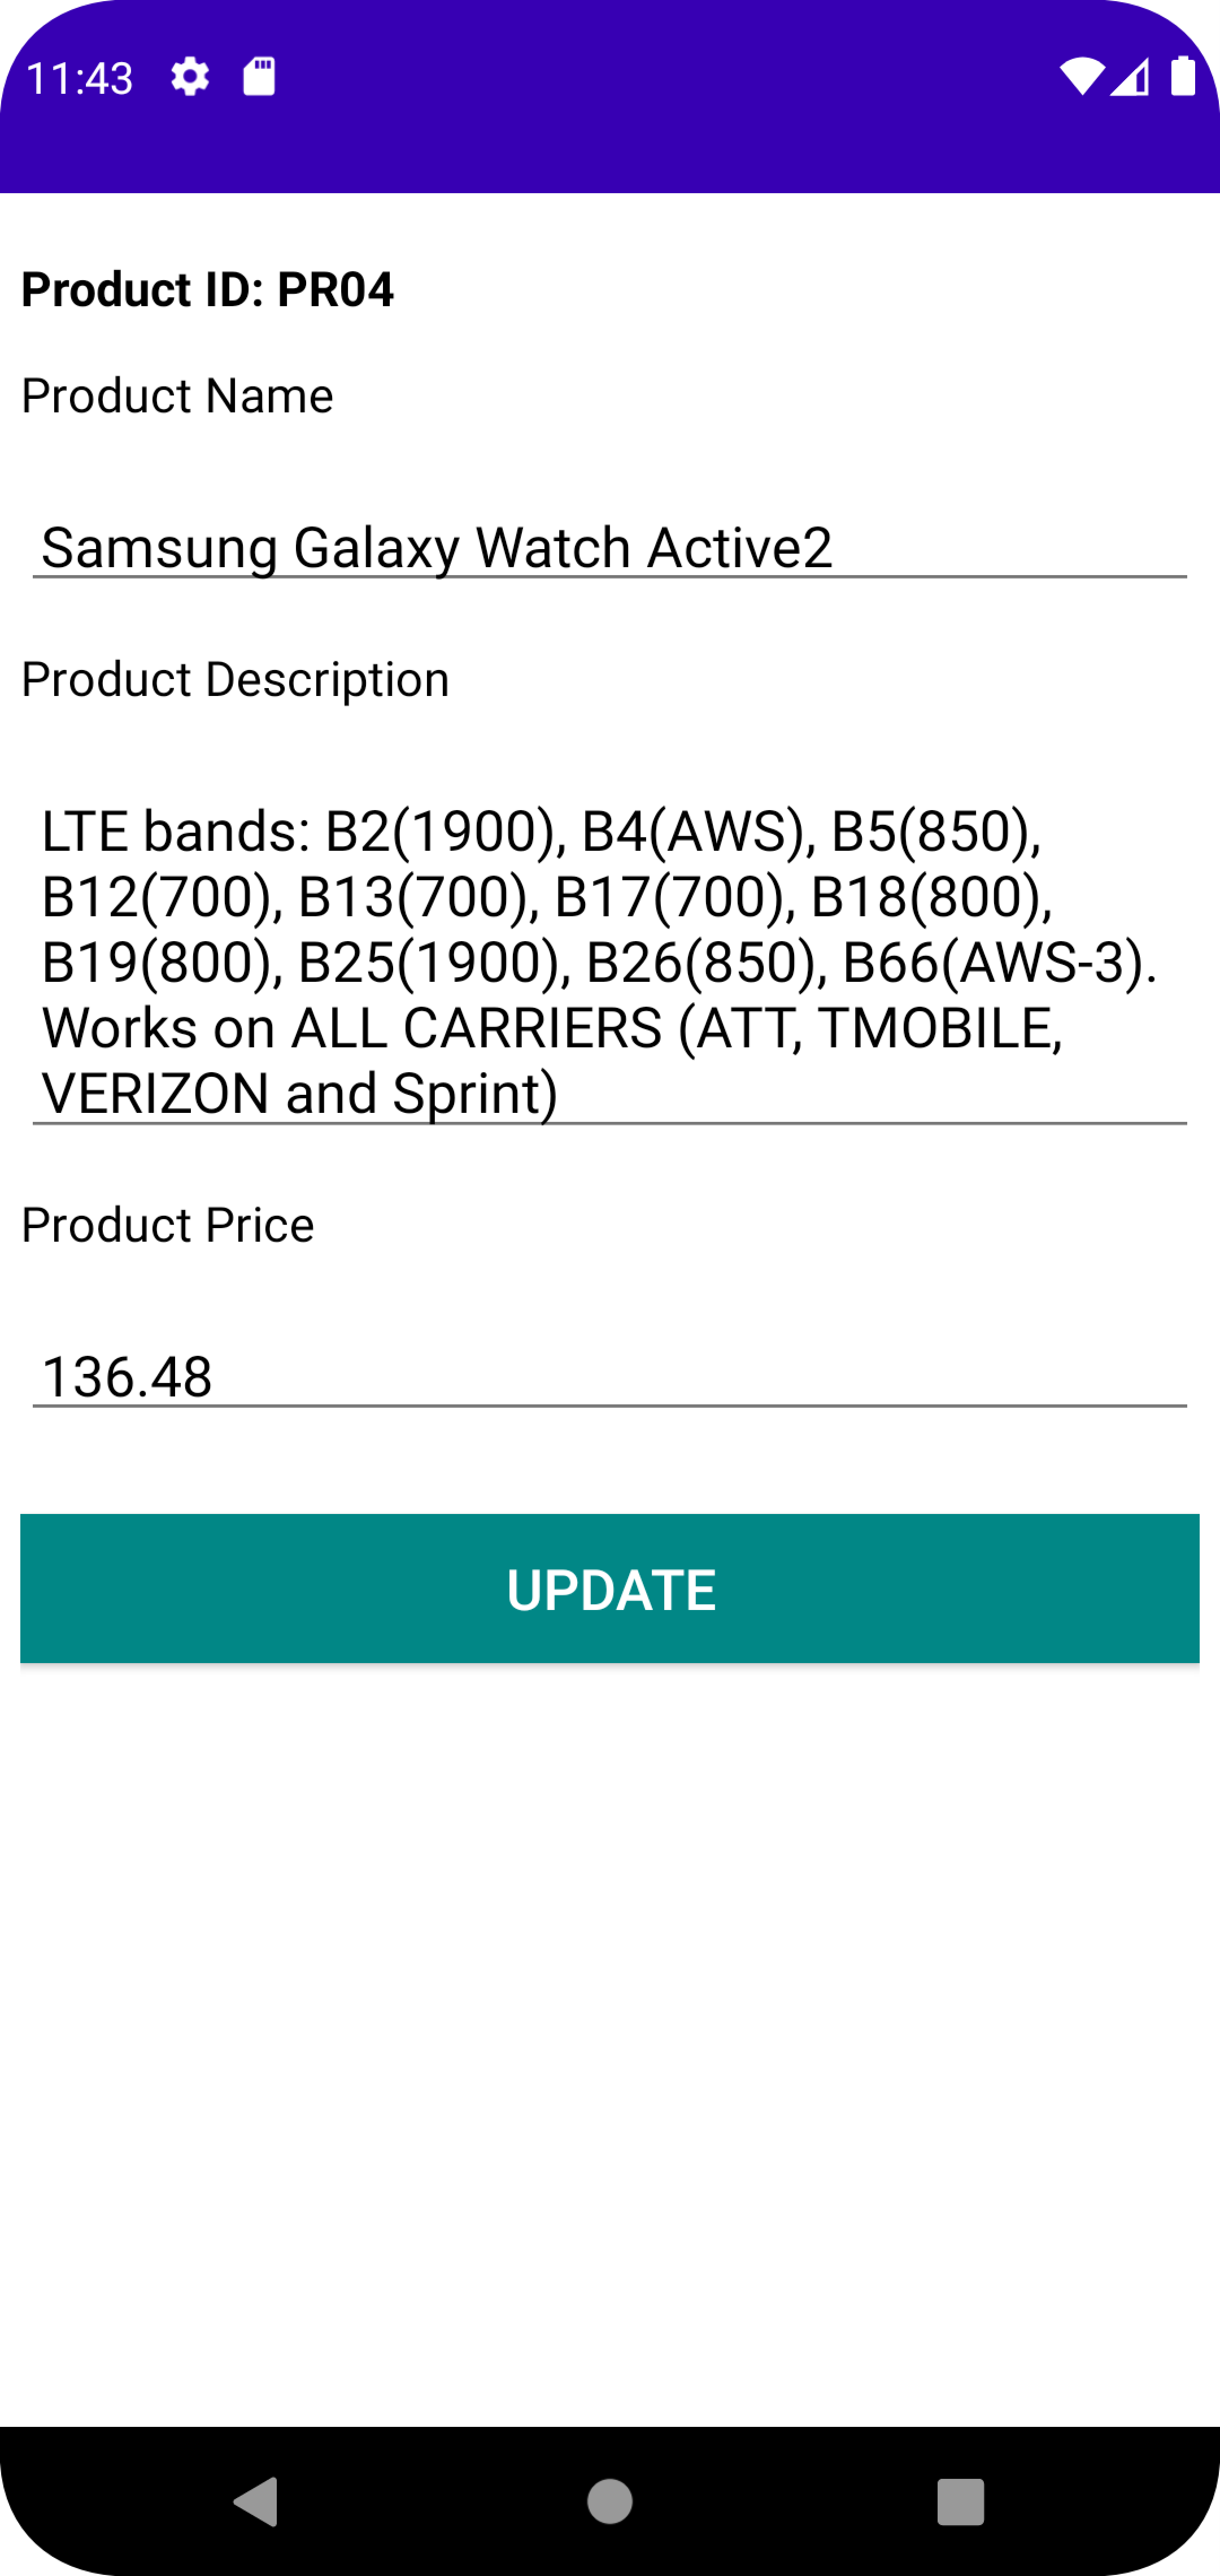 11:43
Product ID: PR04
Product Name
Samsung Galaxy Watch Active2
Product Description
LTE bands: B2(1900), B4(AWS), B5(850),
B12(700), B13(700), B17(700), B18(800),
B19(800), B25(1900), B26(850), B66(AWS-3).
Works on ALL CARRIERS (ATT, TMOBILE,
VERIZON and Sprint)
Product Price
136.48
UPDATE